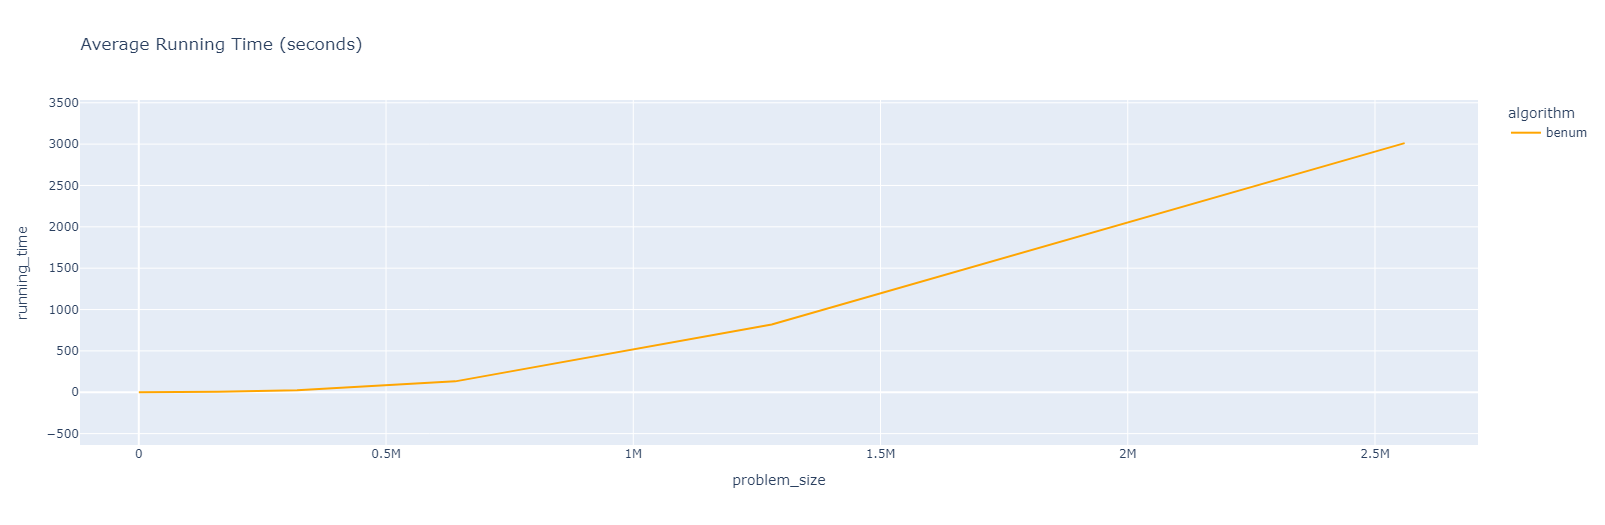 Average Running Time (seconds)
3500
3000
2500
2000
1500
1000
500
0
−500
running_time
0
0.5M
1M
1.5M
2M
2.5M
problem_size
algorithm
benum